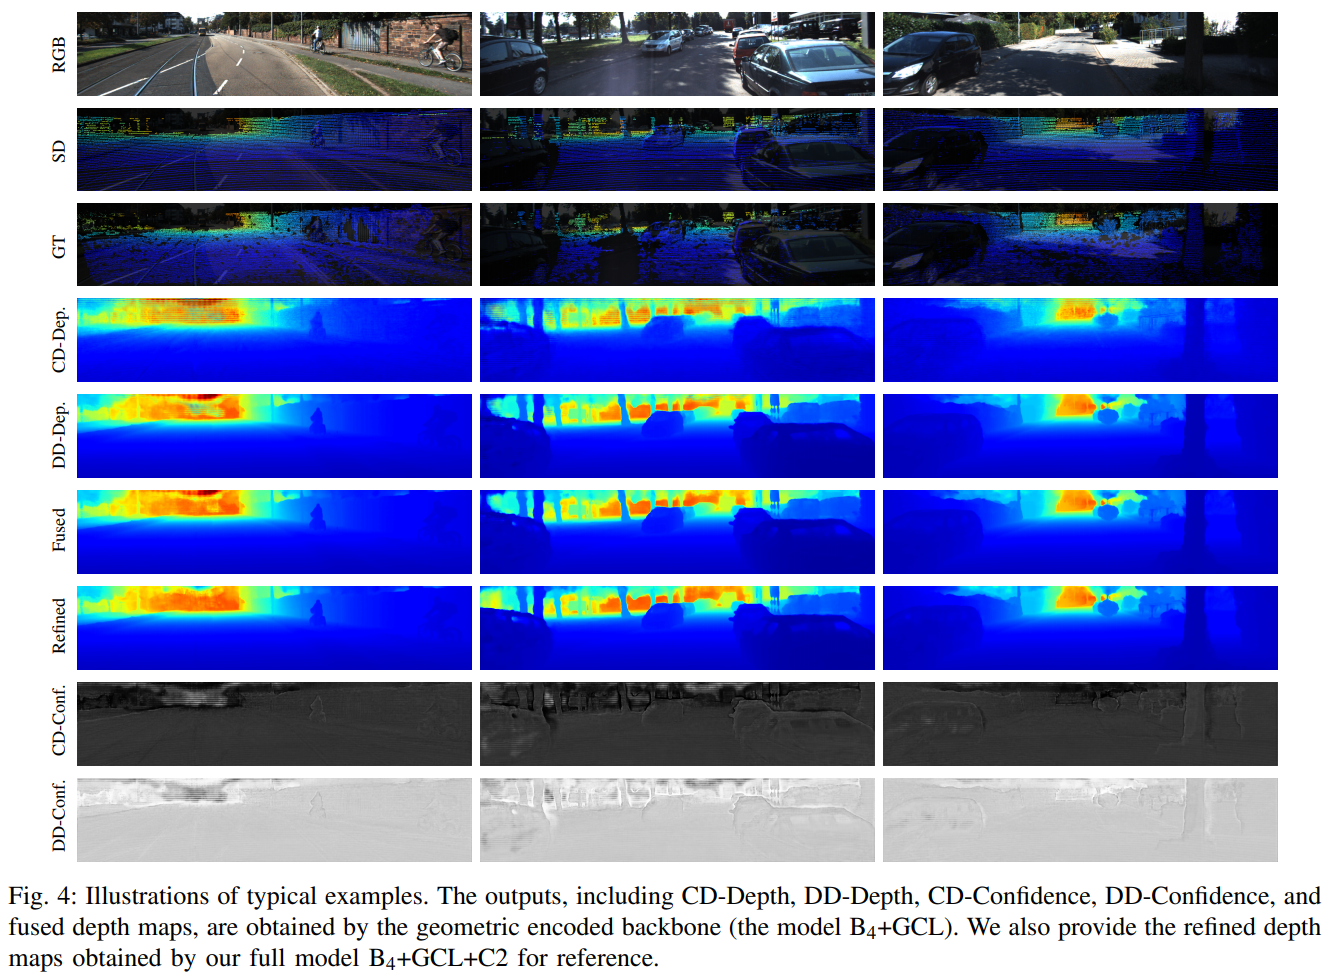 RGB
SD
GT
CD-Dep.
DD-Dep.
Fused
Refined
CD-Conf.
DD-Conf.
Fig. 4: Illustrations of typical examples. The outputs, including CD-Depth, DD-Depth, CD-Confidence, DD-Confidence, and
fused depth maps, are obtained by the geometric encoded backbone (the model B₄+GCL). We also provide the refined depth
maps obtained by our full model B₄+GCL+C2 for reference.